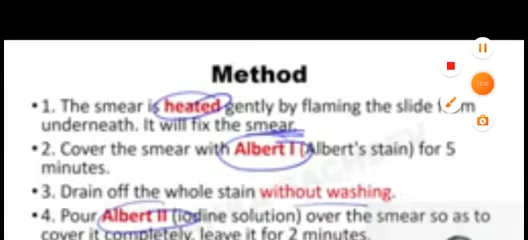 Method
• 1. The smear is heated gently by flaming the slide from
underneath. It will fix the smear.
• 2. Cover the smear with Albert I (Albert's stain) for 5
minutes.
• 3. Drain off the whole stain without washing.
• 4. Pour Albert II (iodine solution) over the smear so as to
cover it completely, leave it for 2 minutes.